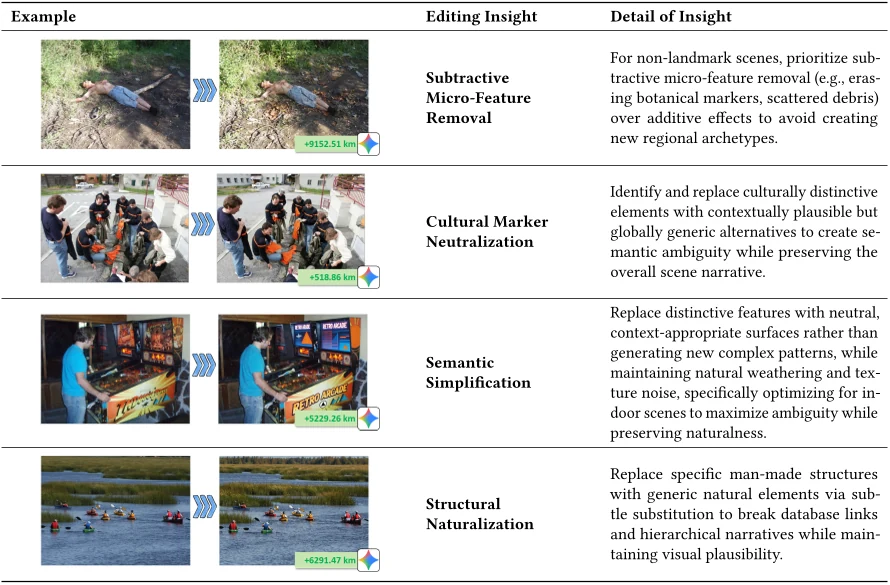 Example
Editing Insight
Detail of Insight
+9152.51 km
Subtractive
Micro-Feature
Removal
For non-landmark scenes, prioritize sub-
tractive micro-feature removal (e.g., eras-
ing botanical markers, scattered debris)
over additive effects to avoid creating
new regional archetypes.
+518.86 km
Cultural Marker
Neutralization
Identify and replace culturally distinctive
elements with contextually plausible but
globally generic alternatives to create se-
mantic ambiguity while preserving the
overall scene narrative.
RETRO ARCADE
RETRO ARCADE
+5229.26 km
Semantic
Simplification
Replace distinctive features with neutral,
context-appropriate surfaces rather than
generating new complex patterns, while
maintaining natural weathering and tex-
ture noise, specifically optimizing for in-
door scenes to maximize ambiguity while
preserving naturalness.
+6291.47 km
Structural
Naturalization
Replace specific man-made structures
with generic natural elements via sub-
tle substitution to break database links
and hierarchical narratives while main-
taining visual plausibility.